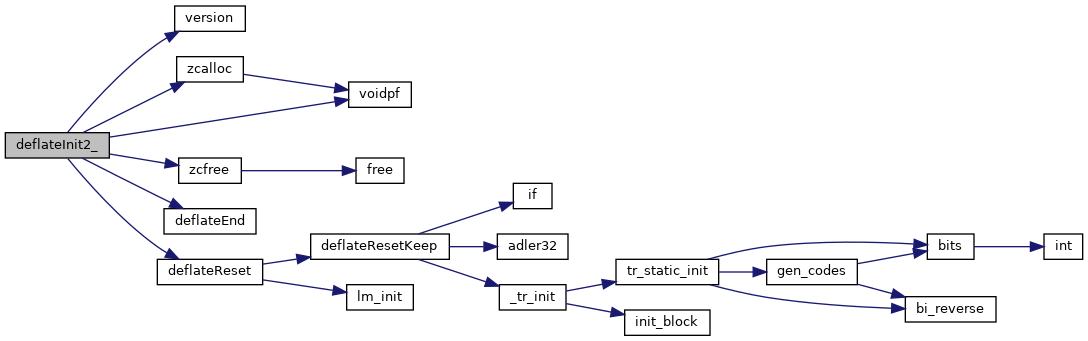 version
zcalloc
voidpf
deflateInit2_
zcfree
free
deflateEnd
if
deflateResetKeep
adler32
bits
int
deflateReset
tr_static_init
gen_codes
lm_init
_tr_init
bi_reverse
init_block